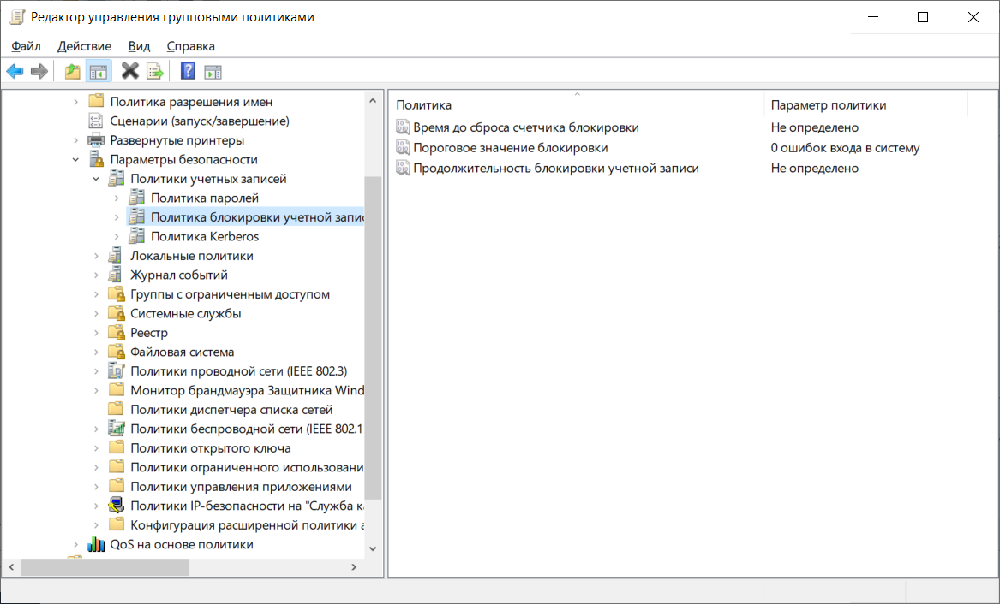 Редактор управления групповыми политиками
Файл Действие Вид Справка
Политика разрешения имен
Сценарии (запуск/завершение)
Развернутые принтеры
Параметры безопасности
Политики учетных записей
Политика паролей
Политика блокировки учетной запис
Политика Kerberos
Локальные политики
Журнал событий
Группы с ограниченным доступом
Системные службы
Реестр
Файловая система
Политики проводной сети (IEEE 802.3)
Монитор брандмауэра Защитника Wind
Политики диспетчера списка сетей
Политики беспроводной сети (IEEE 802.1
Политики открытого ключа
Политики ограниченного использовани
Политики управления приложениями
Политики IP-безопасности на "Служба ка
Конфигурация расширенной политики а
QoS на основе политики
Политика Параметр политики
Время до сброса счетчика блокировки Не определено
Пороговое значение блокировки 0 ошибок входа в систему
Продолжительность блокировки учетной записи Не определено